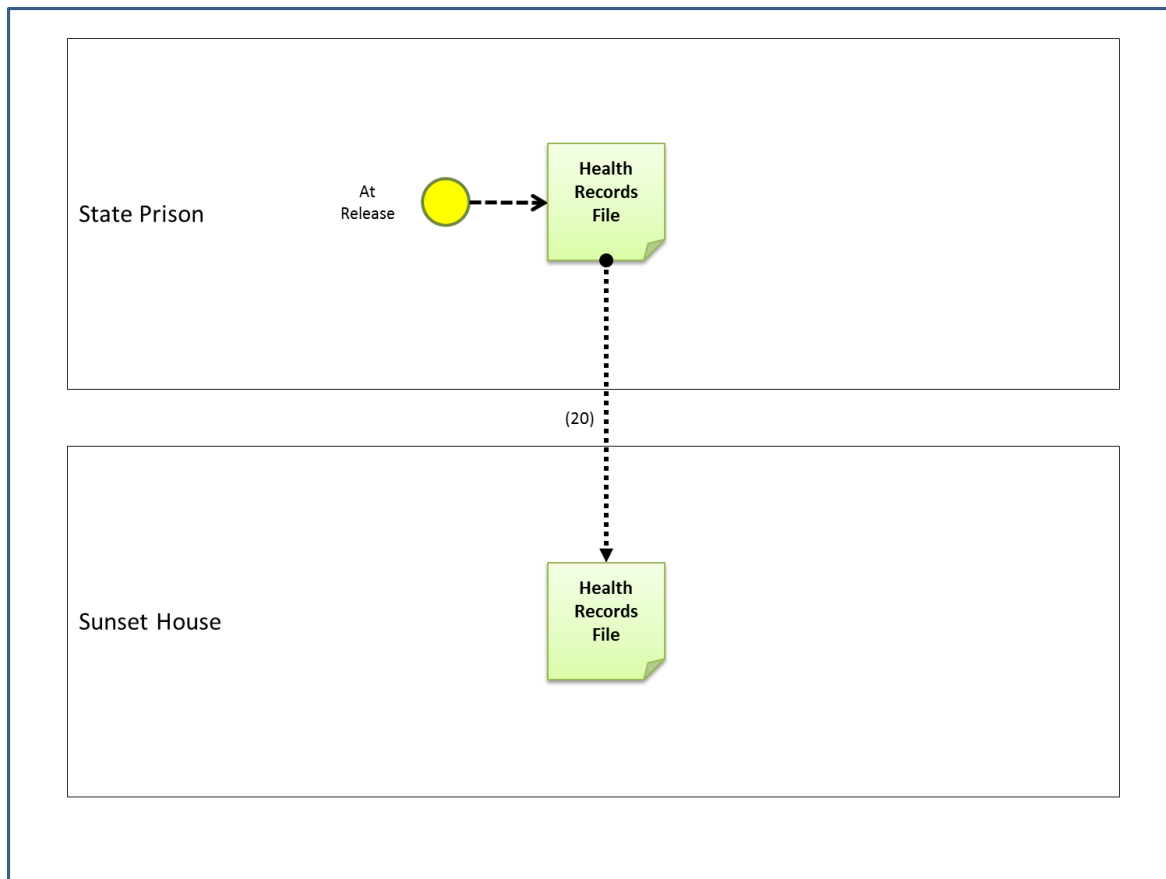 State Prison
At
Release
Health
Records
File
(20)
Sunset House
Health
Records
File